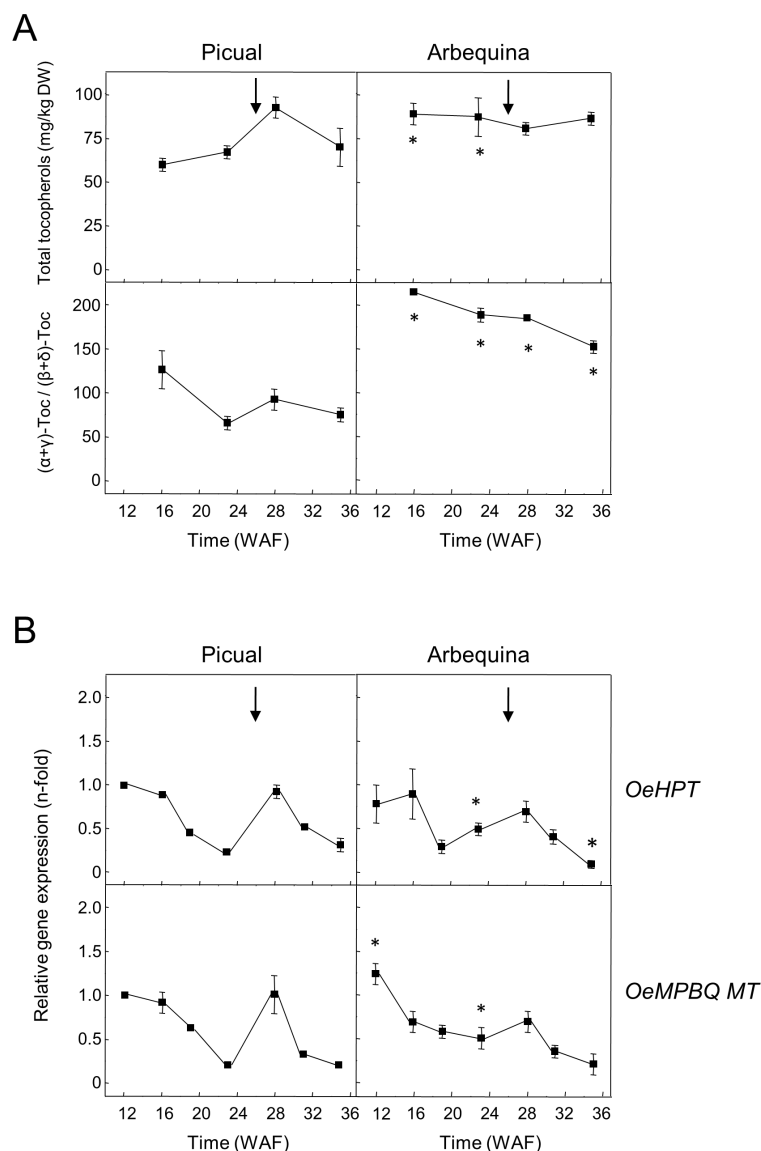 A
Picual Arbequina
Total tocopherols (mg/kg DW)
100
75
50
25
0
* *
(α+γ)-Toc / (β+δ)-Toc
200
150
100
50
0
* * * *
12 16 20 24 28 32 36 12 16 20 24 28 32 36
Time (WAF) Time (WAF)
B
Picual Arbequina
Relative gene expression (n-fold)
2.0
1.5
1.0
0.5
0
* *
OeHPT
2.0
1.5
1.0
0.5
0
* *
OeMPBQ MT
12 16 20 24 28 32 36 12 16 20 24 28 32 36
Time (WAF) Time (WAF)